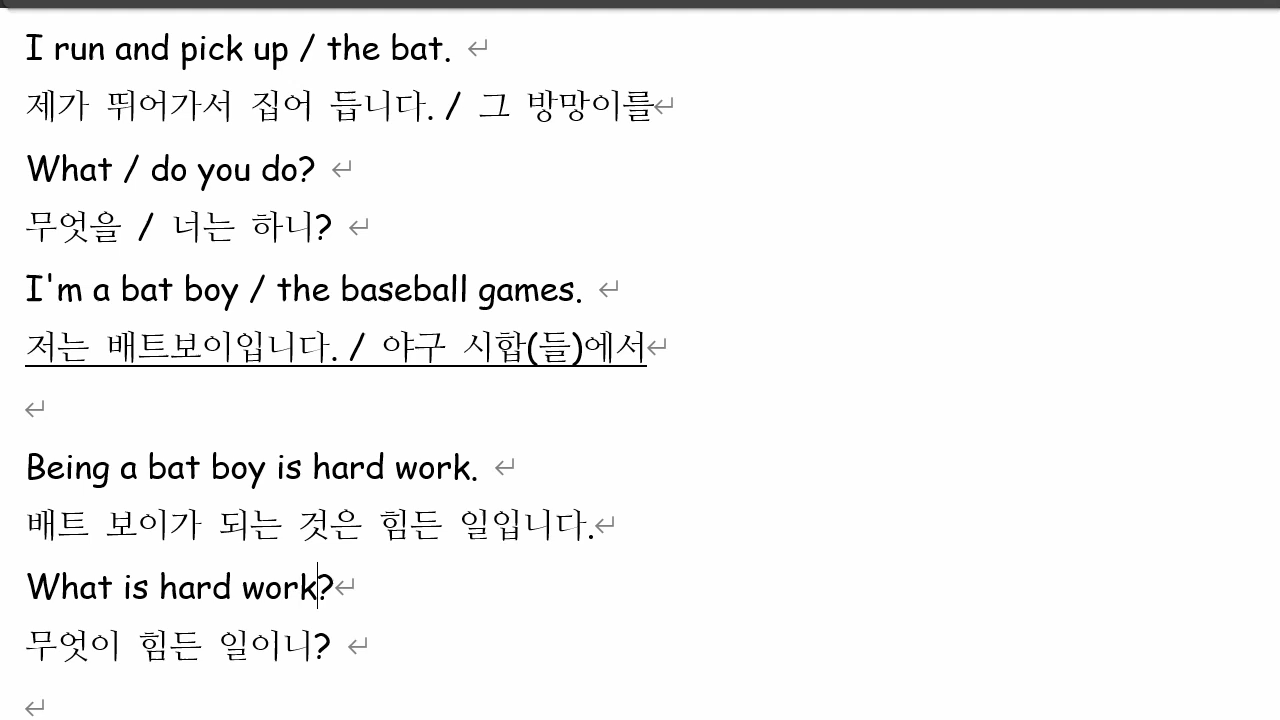 I run and pick up / the bat.
제가 뛰어가서 집어 듭니다. / 그 방망이를
What / do you do?
무엇을 / 너는 하니?
I'm a bat boy / the baseball games.
저는 배트보이입니다. / 야구 시합(들)에서
Being a bat boy is hard work.
배트 보이가 되는 것은 힘든 일입니다.
What is hard work?
무엇이 힘든 일이니?